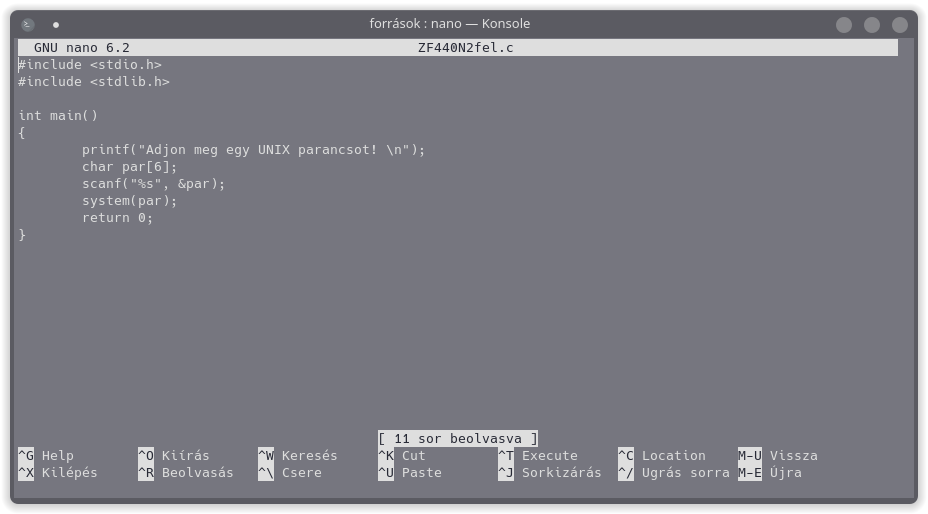 források : nano — Konsole
GNU nano 6.2 ZF440N2fel.c
#include <stdio.h>
#include <stdlib.h>
int main()
{
        printf("Adjon meg egy UNIX parancsot! \n");
        char par[6];
        scanf("%s", &par);
        system(par);
        return 0;
}
[ 11 sor beolvasva ]
^G Help ^O Kiírás ^W Keresés ^K Cut ^T Execute ^C Location M-U Vissza
^X Kilépés ^R Beolvasás ^\ Csere ^U Paste ^J Sorkizárás ^/ Ugrás sorra M-E Újra